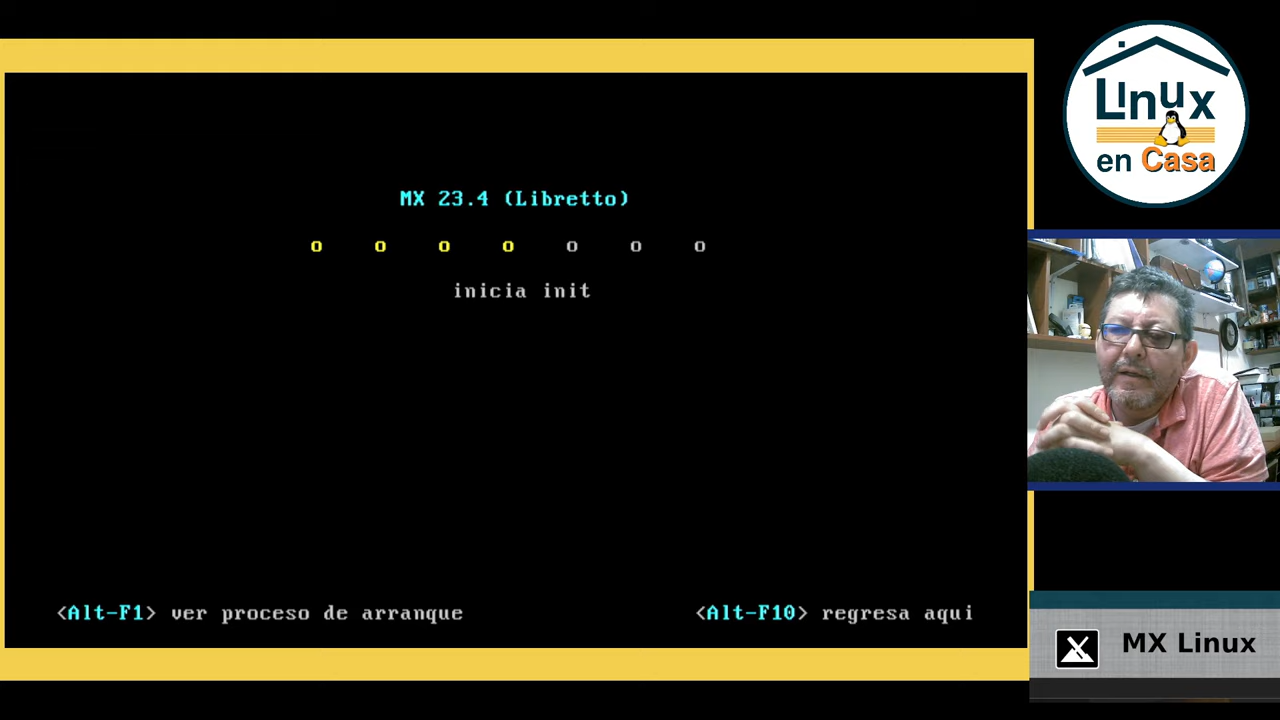 MX 23.4 (Libretto)
o o o o o o o
inicia init
<Alt-F1> ver proceso de arranque
<Alt-F10> regresa aqui
Linux
en Casa
MX Linux